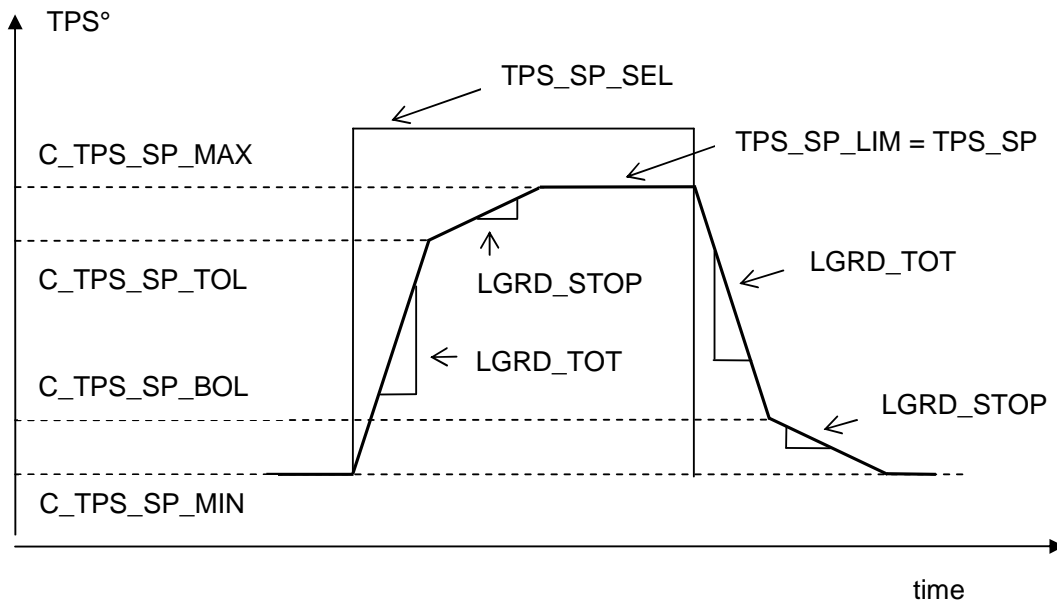 TPS°
TPS_SP_SEL
C_TPS_SP_MAX
TPS_SP_LIM = TPS_SP
C_TPS_SP_TOL
LGRD_STOP
LGRD_TOT
LGRD_TOT
C_TPS_SP_BOL
LGRD_STOP
C_TPS_SP_MIN
time